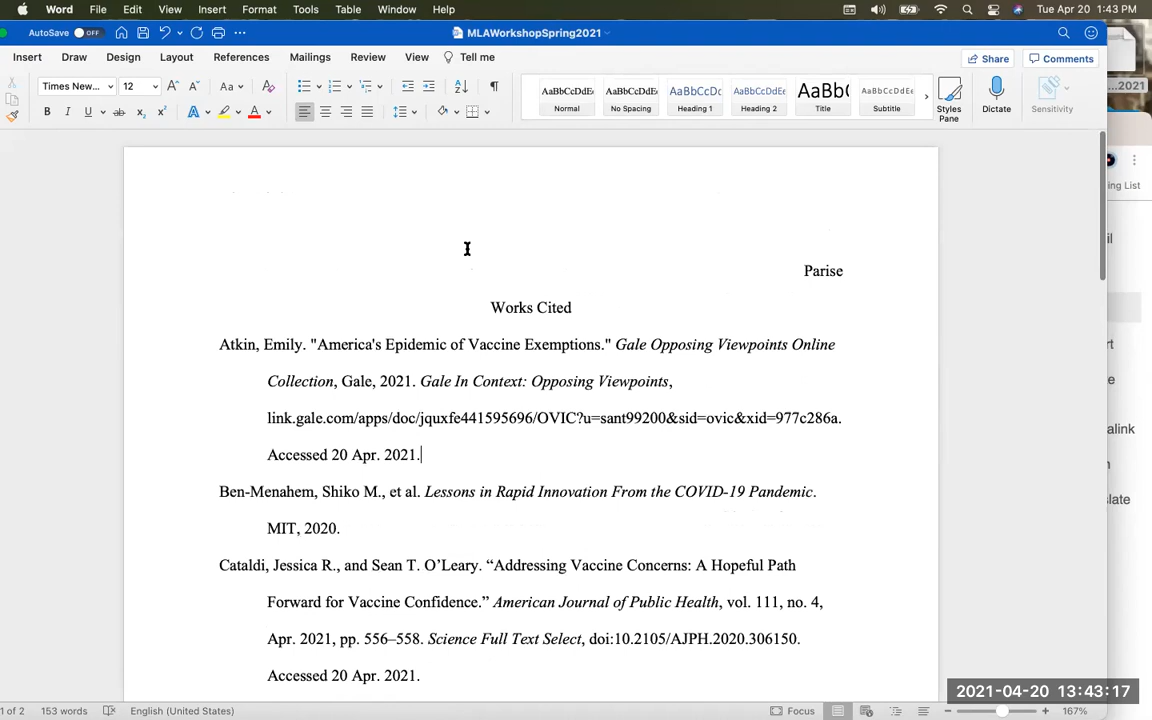 Word File Edit View Insert Format Tools Table Window Help Tue Apr 20 1:43 PM
AutoSave OFF MLAWorkshopSpring2021
Insert Draw Design Layout References Mailings Review View Tell me Share Comments
...2021
Times New... 12 Aa AaBbCcDdEe AaBbCcDdEe AaBbCcDc AaBbCcDdEe AaBb( AaBbCcDdEe
Normal No Spacing Heading 1 Heading 2 Title Subtitle Styles Pane Dictate Sensitivity
ing List
Parise
Works Cited
Atkin, Emily. "America's Epidemic of Vaccine Exemptions." Gale Opposing Viewpoints Online
Collection, Gale, 2021. Gale In Context: Opposing Viewpoints,
link.gale.com/apps/doc/jquxfe441595696/OVIC?u=sant99200&sid=ovic&xid=977c286a.
Accessed 20 Apr. 2021.
Ben-Menahem, Shiko M., et al. Lessons in Rapid Innovation From the COVID-19 Pandemic.
MIT, 2020.
Cataldi, Jessica R., and Sean T. O’Leary. “Addressing Vaccine Concerns: A Hopeful Path
Forward for Vaccine Confidence.” American Journal of Public Health, vol. 111, no. 4,
Apr. 2021, pp. 556–558. Science Full Text Select, doi:10.2105/AJPH.2020.306150.
Accessed 20 Apr. 2021.
il
rt
e
alink
late
2021-04-20 13:43:17
1 of 2 153 words English (United States) Focus 167%